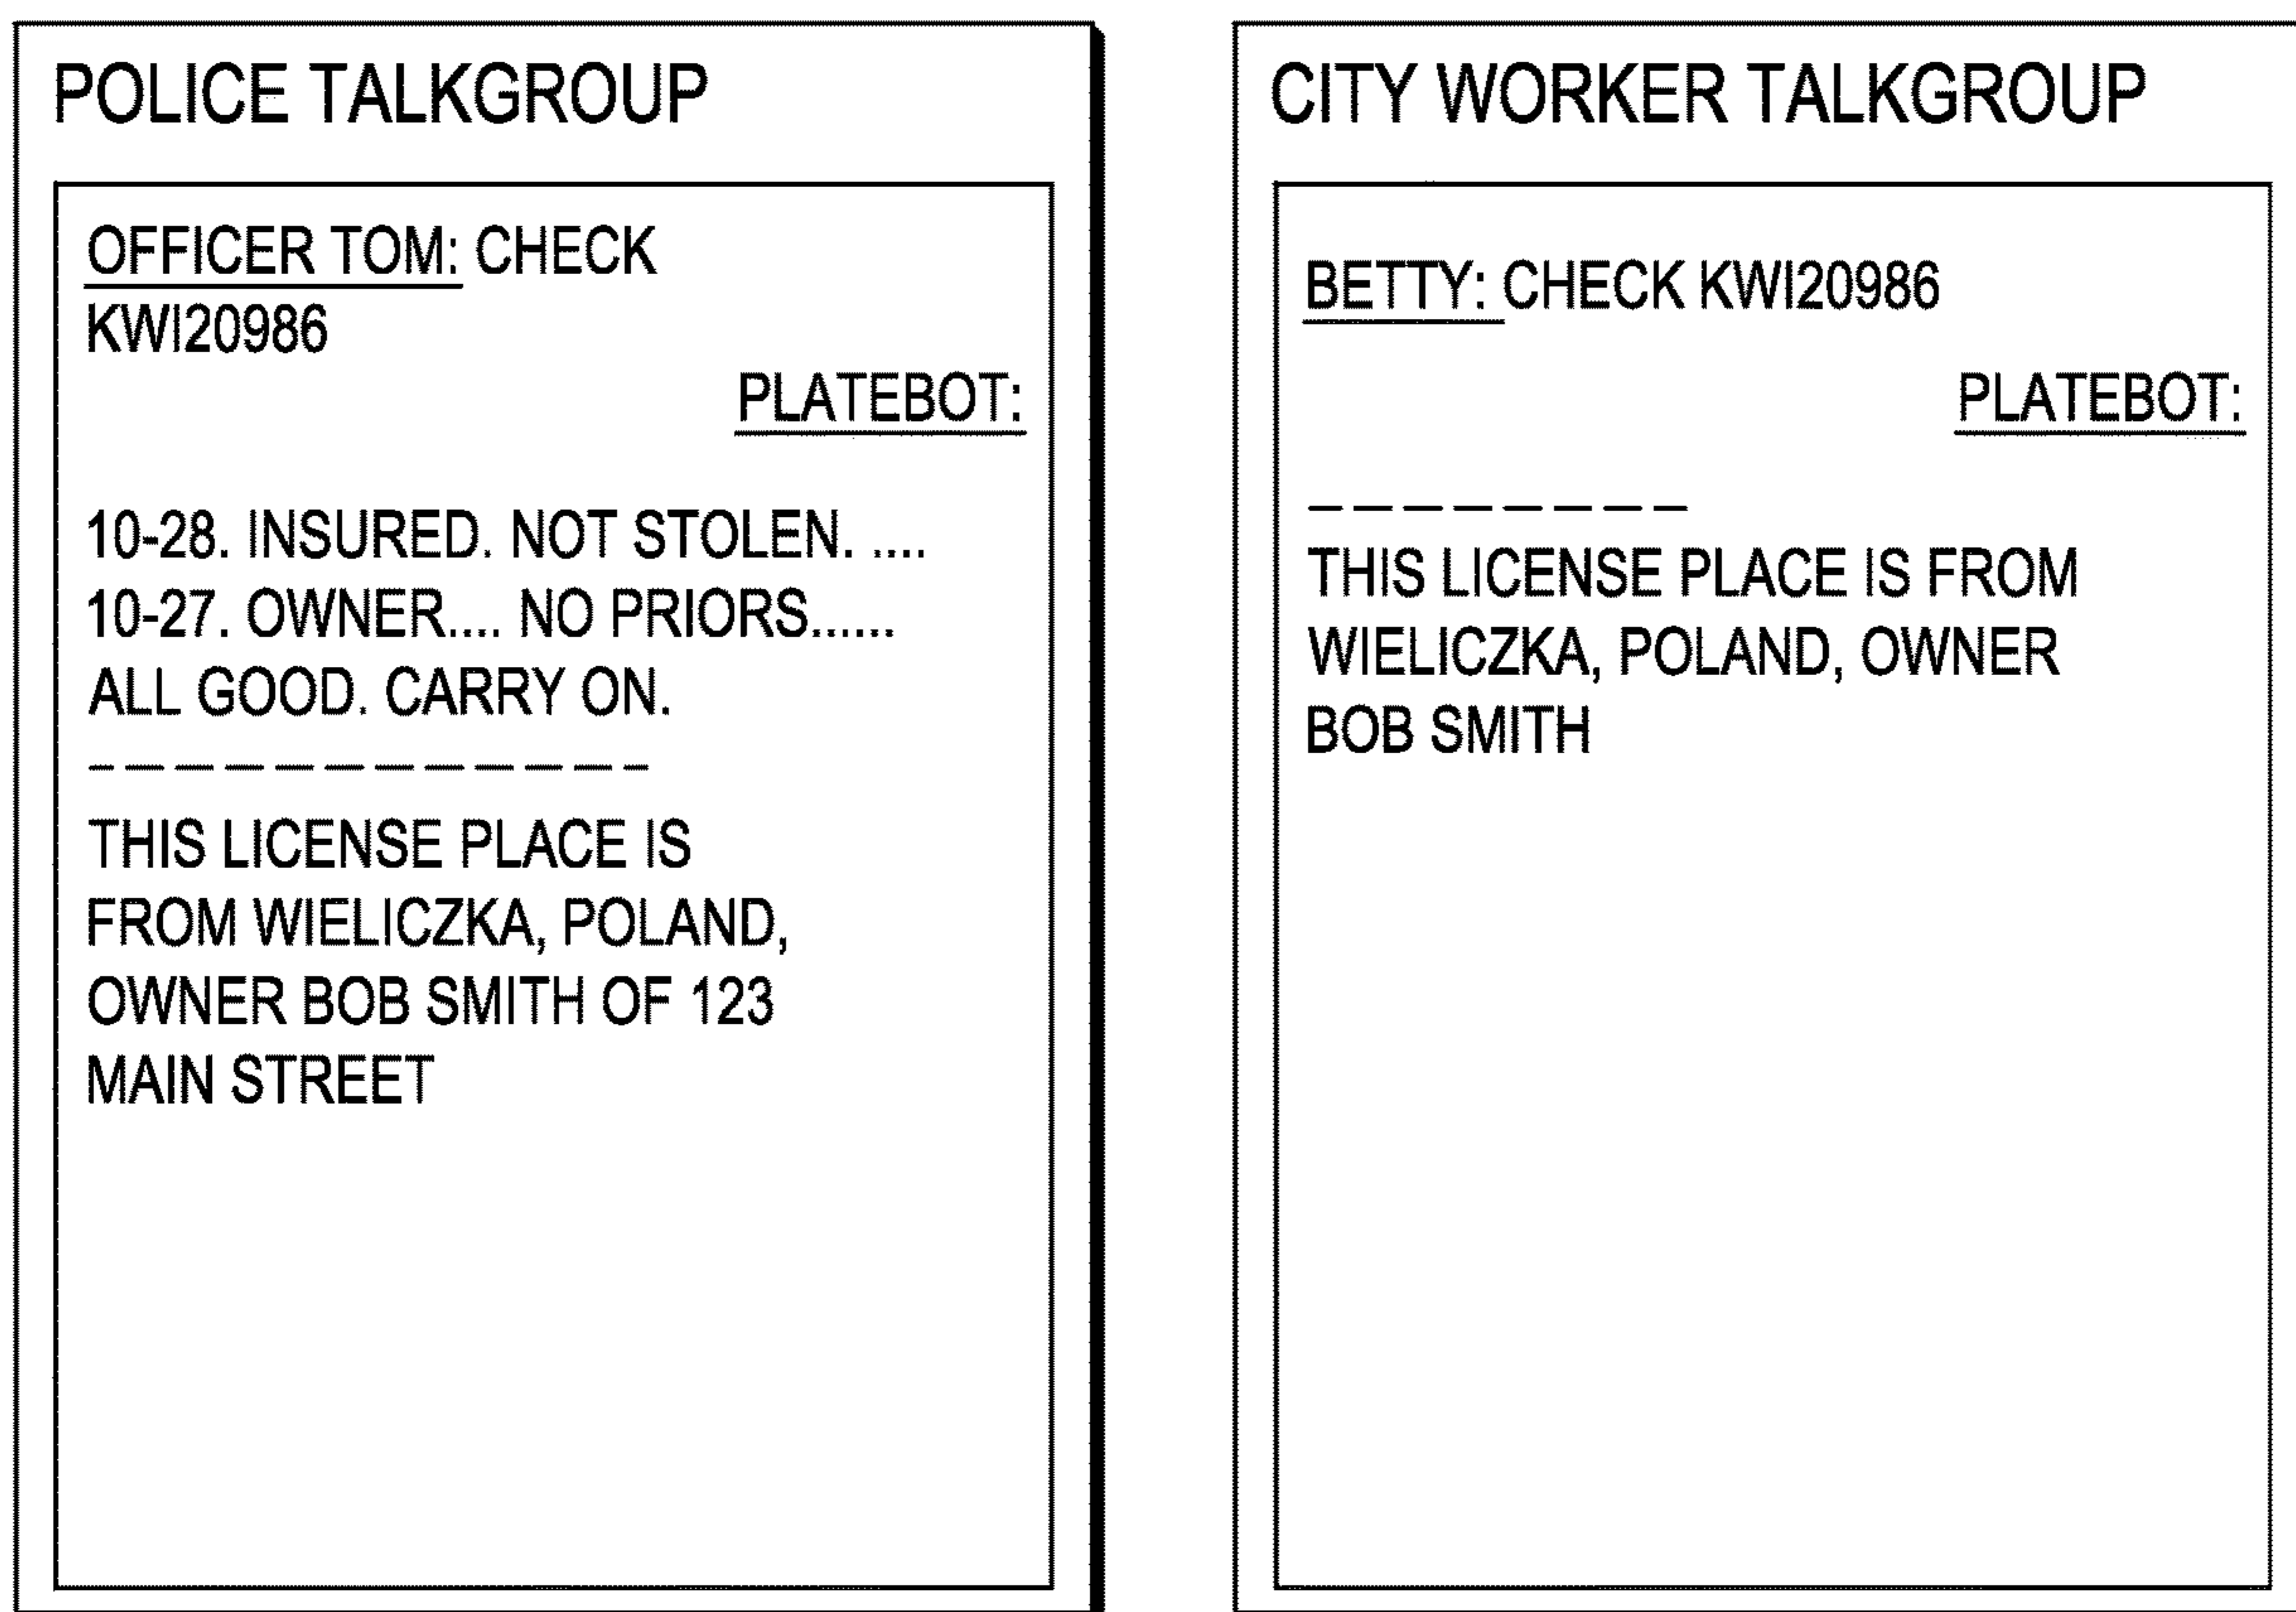 POLICE TALKGROUP
OFFICER TOM: CHECK
KWI20986
PLATEBOT:
10-28. INSURED. NOT STOLEN. ....
10-27. OWNER.... NO PRIORS......
ALL GOOD. CARRY ON.
THIS LICENSE PLACE IS
FROM WIELICZKA, POLAND,
OWNER BOB SMITH OF 123
MAIN STREET
CITY WORKER TALKGROUP
BETTY: CHECK KWI20986
PLATEBOT:
THIS LICENSE PLACE IS FROM
WIELICZKA, POLAND, OWNER
BOB SMITH